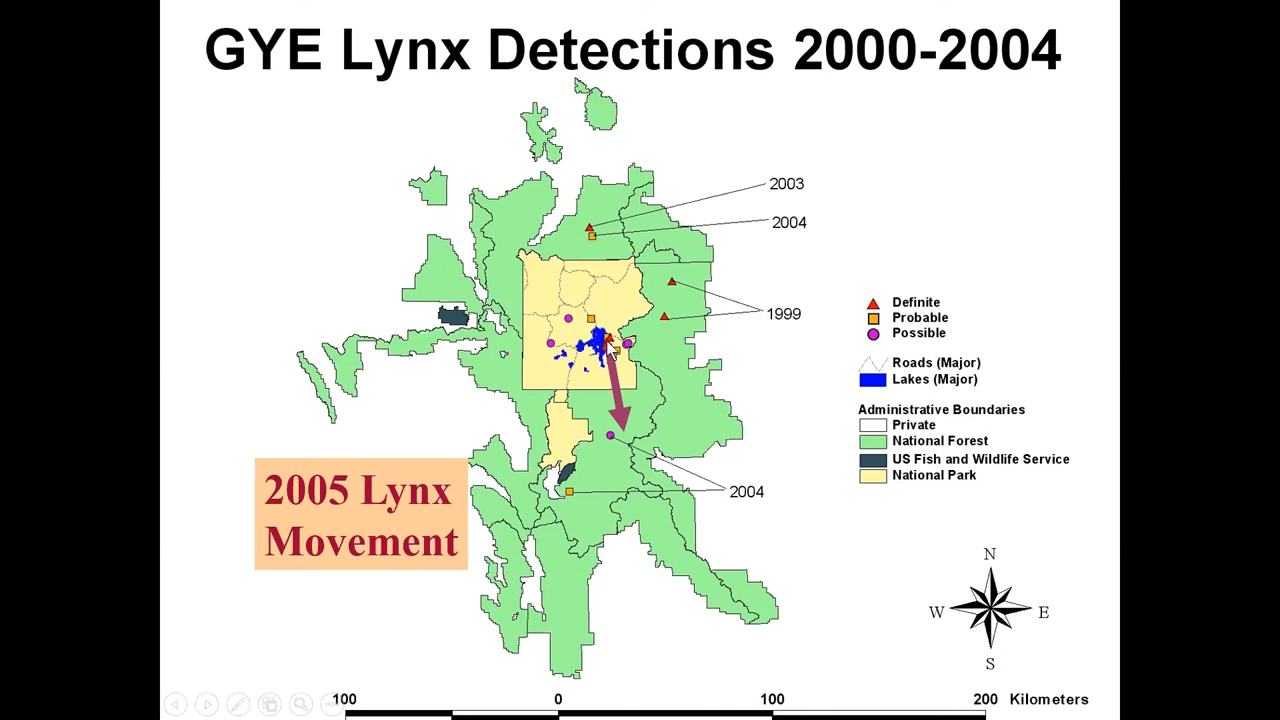 GYE Lynx Detections 2000-2004
2003
2004
1999
Definite
Probable
Possible
Roads (Major)
Lakes (Major)
Administrative Boundaries
Private
National Forest
US Fish and Wildlife Service
National Park
2005 Lynx
Movement
2004
N
W
E
S
100
0
100
200 Kilometers